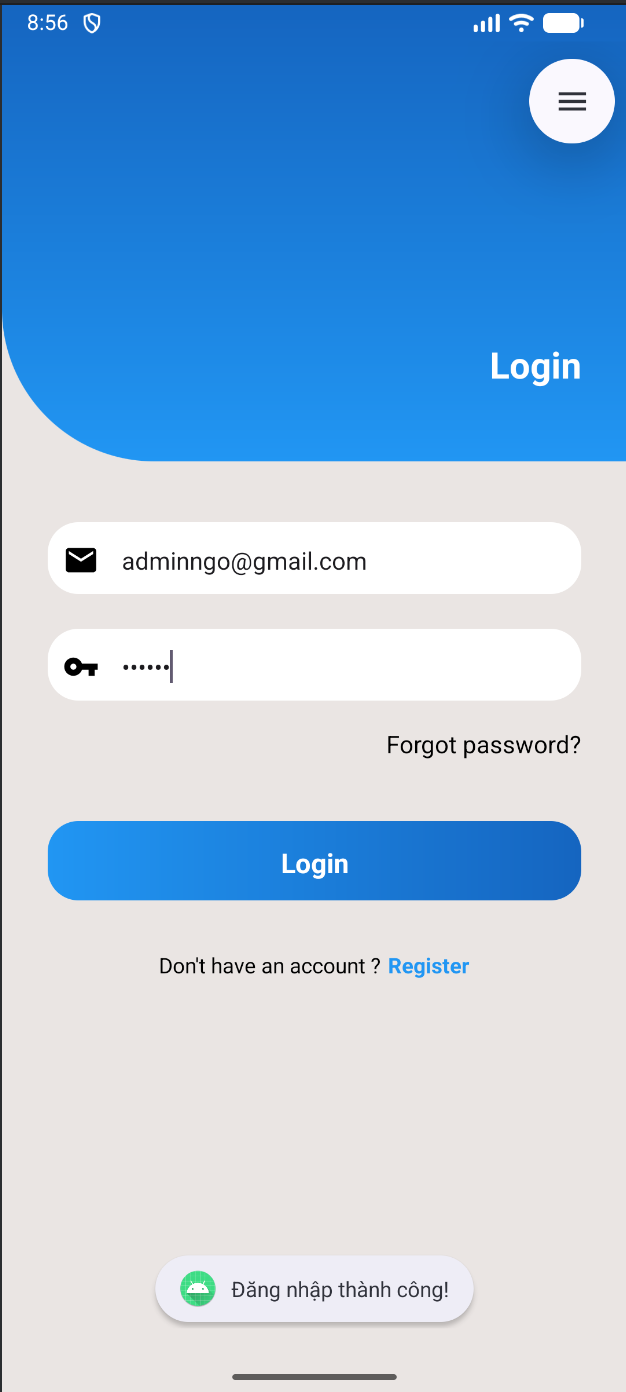 8:56
Login
adminngo@gmail.com
••••••
Forgot password?
Login
Don't have an account ? Register
Đăng nhập thành công!